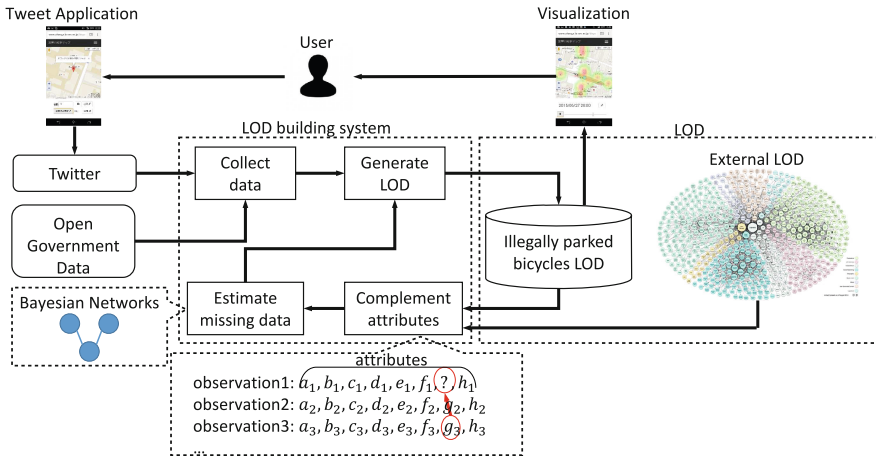 Tweet Application
Visualization
User
LOD building system
LOD
Twitter
Collect
data
Generate
LOD
External LOD
Open
Government
Data
Illegally parked
bicycles LOD
Bayesian Networks
Estimate
missing data
Complement
attributes
attributes
observation1: a₁, b₁, c₁, d₁, e₁, f₁, ?, h₁
observation2: a₂, b₂, c₂, d₂, e₂, f₂, g₂, h₂
observation3: a₃, b₃, c₃, d₃, e₃, f₃, g₃, h₃
...